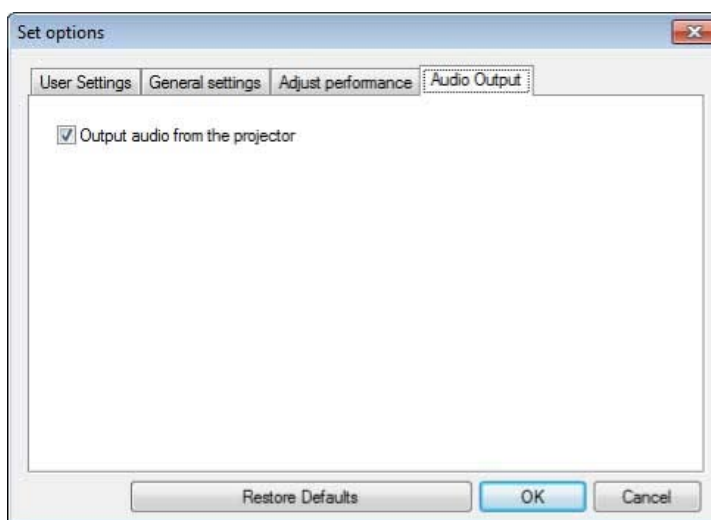 Set options
User Settings General settings Adjust performance Audio Output
Output audio from the projector
Restore Defaults OK Cancel